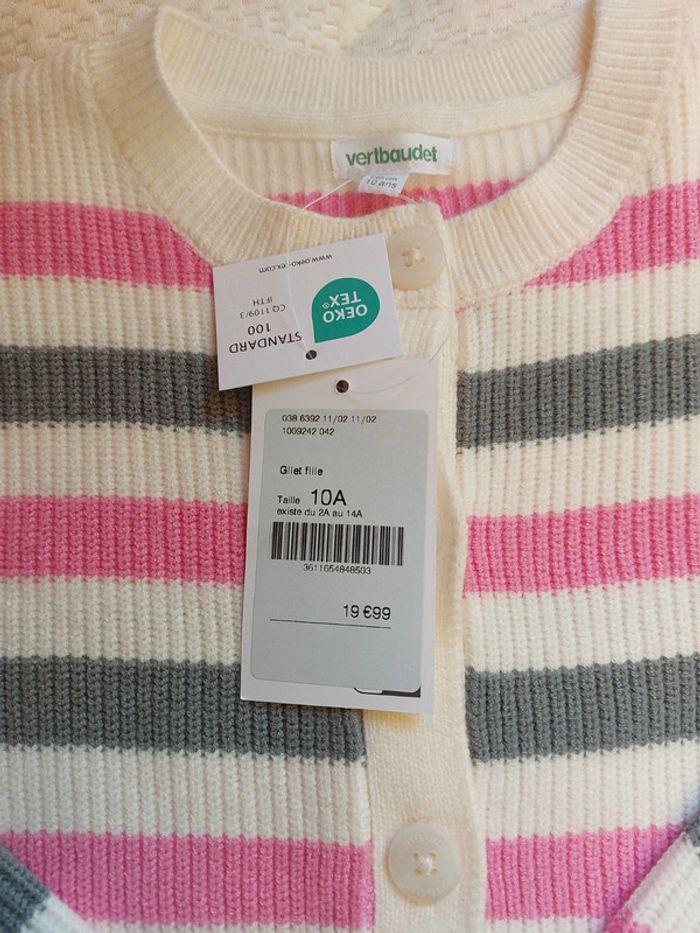 vertbaudet
10 ans
www.oeko-tex.com
OEKO
TEX®
CQ 1109/3
IFTH
STANDARD
100
038 6392 11/02 11/02
1009242 042
Gilet fille
Taille 10A
existe du 2A au 14A
3611654848503
19 €99